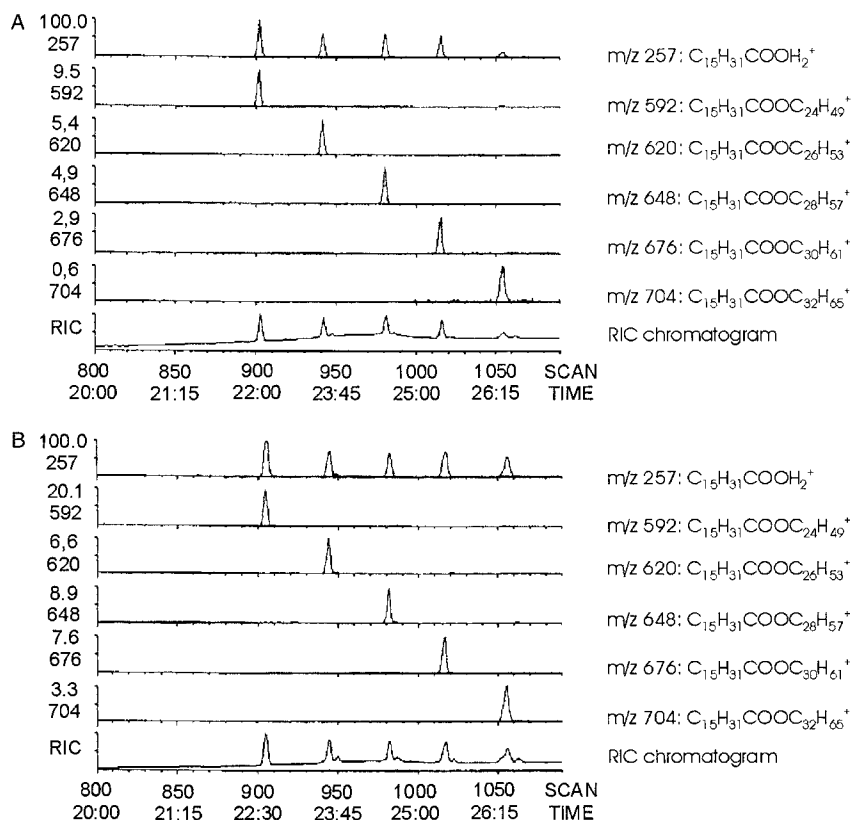 A
100.0
257
m/z 257: C₁₅H₃₁COOH₂⁺
9.5
592
m/z 592: C₁₅H₃₁COOC₂₄H₄₉⁺
5,4
620
m/z 620: C₁₅H₃₁COOC₂₆H₅₃⁺
4,9
648
m/z 648: C₁₅H₃₁COOC₂₈H₅₇⁺
2,9
676
m/z 676: C₁₅H₃₁COOC₃₀H₆₁⁺
0,6
704
m/z 704: C₁₅H₃₁COOC₃₂H₆₅⁺
RIC
RIC chromatogram
800 850 900 950 1000 1050 SCAN
20:00 21:15 22:00 23:45 25:00 26:15 TIME
B
100.0
257
m/z 257: C₁₅H₃₁COOH₂⁺
20.1
592
m/z 592: C₁₅H₃₁COOC₂₄H₄₉⁺
6,6
620
m/z 620: C₁₅H₃₁COOC₂₆H₅₃⁺
8.9
648
m/z 648: C₁₅H₃₁COOC₂₈H₅₇⁺
7.6
676
m/z 676: C₁₅H₃₁COOC₃₀H₆₁⁺
3.3
704
m/z 704: C₁₅H₃₁COOC₃₂H₆₅⁺
RIC
RIC chromatogram
800 850 900 950 1000 1050 SCAN
20:00 21:15 22:30 23:45 25:00 26:15 TIME